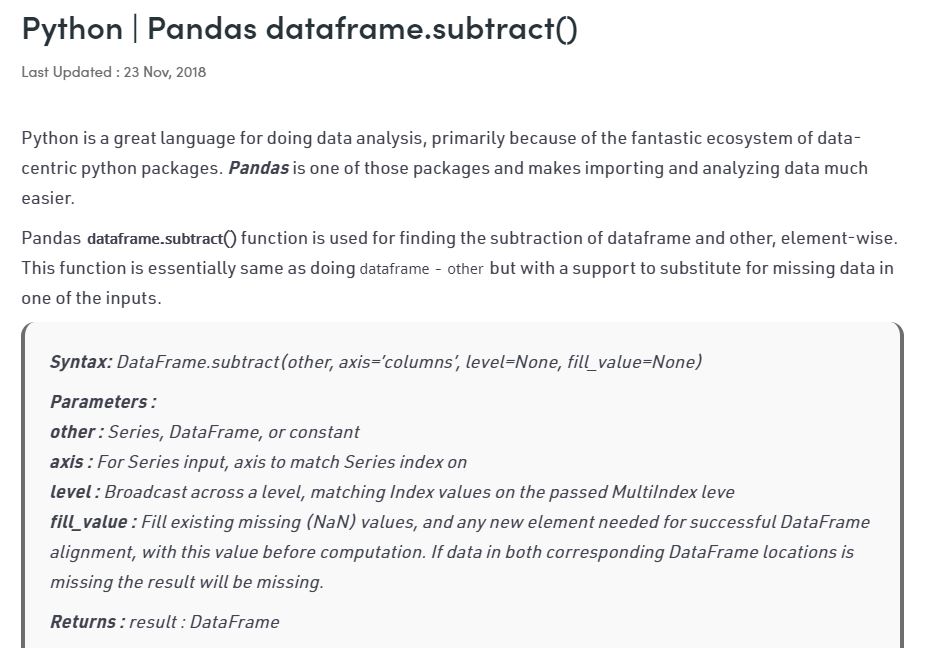 Python | Pandas dataframe.subtract()
Last Updated : 23 Nov, 2018
Python is a great language for doing data analysis, primarily because of the fantastic ecosystem of data-
centric python packages. Pandas is one of those packages and makes importing and analyzing data much
easier.
Pandas dataframe.subtract() function is used for finding the subtraction of dataframe and other, element-wise.
This function is essentially same as doing dataframe - other but with a support to substitute for missing data in
one of the inputs.
Syntax: DataFrame.subtract(other, axis=’columns’, level=None, fill_value=None)
Parameters :
other : Series, DataFrame, or constant
axis : For Series input, axis to match Series index on
level : Broadcast across a level, matching Index values on the passed MultiIndex leve
fill_value : Fill existing missing (NaN) values, and any new element needed for successful DataFrame
alignment, with this value before computation. If data in both corresponding DataFrame locations is
missing the result will be missing.
Returns : result : DataFrame